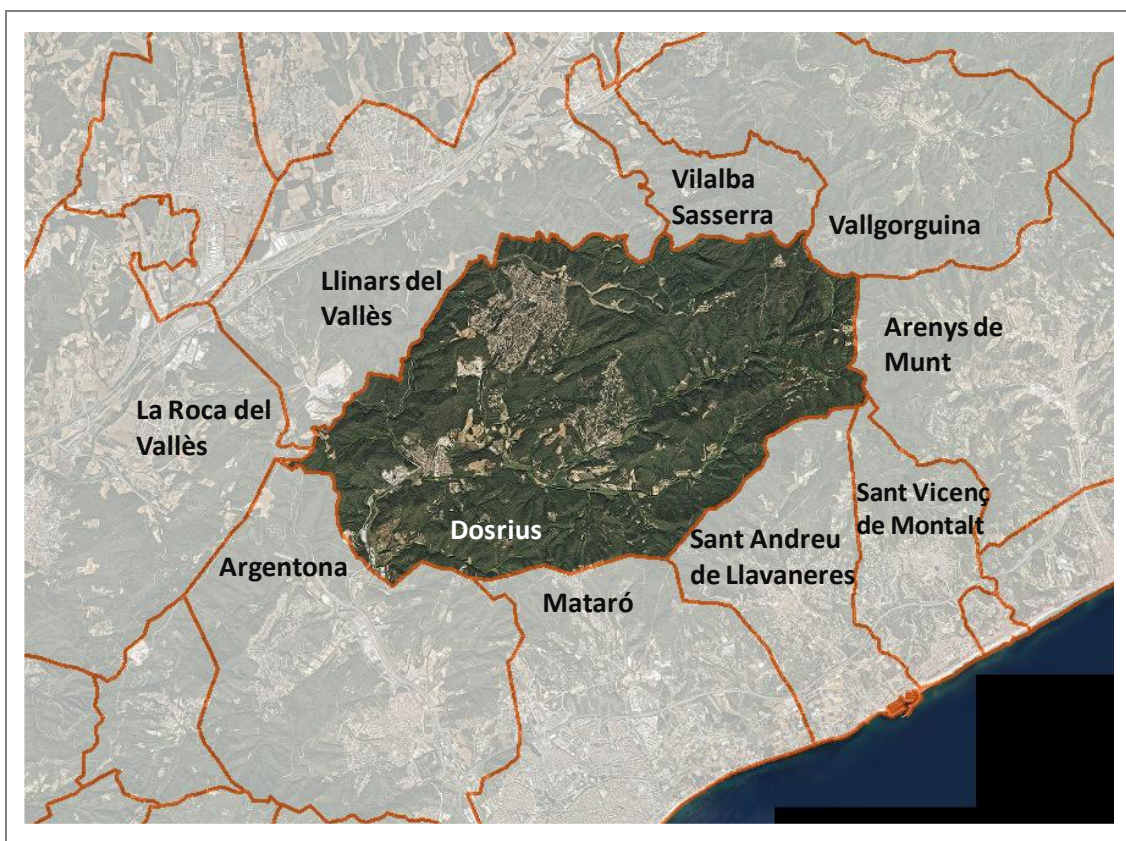 Vilalba
Sasserra
Vallgorguina
Llinars del
Vallès
Arenys de
Munt
La Roca del
Vallès
Sant Vicenç
de Montalt
Dosrius
Sant Andreu
de Llavaneres
Argentona
Mataró